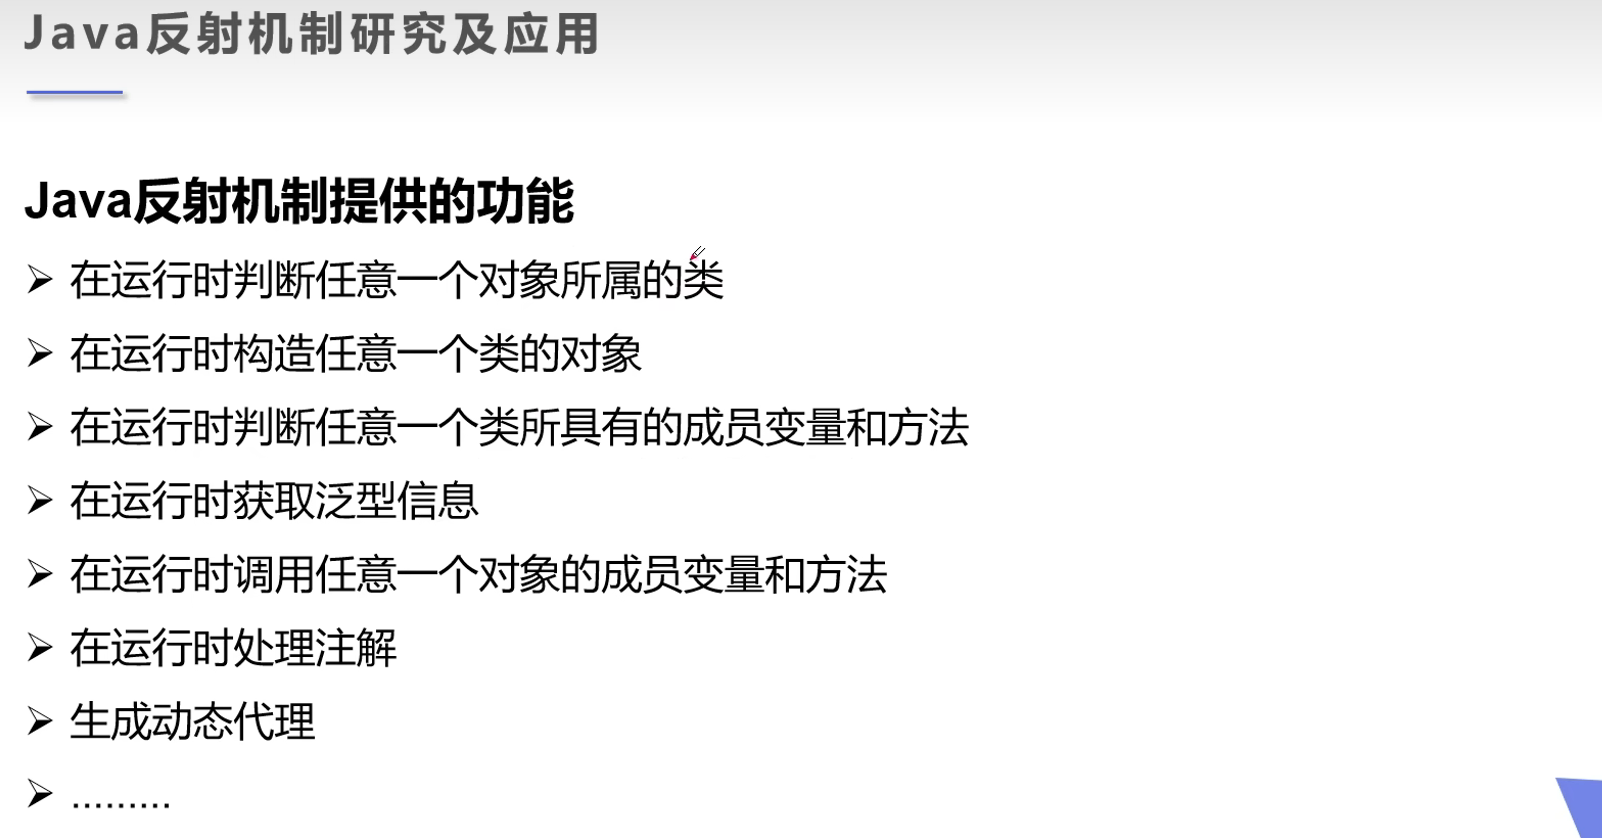 Java反射机制研究及应用
Java反射机制提供的功能
➢ 在运行时判断任意一个对象所属的类
➢ 在运行时构造任意一个类的对象
➢ 在运行时判断任意一个类所具有的成员变量和方法
➢ 在运行时获取泛型信息
➢ 在运行时调用任意一个对象的成员变量和方法
➢ 在运行时处理注解
➢ 生成动态代理
➢ .........